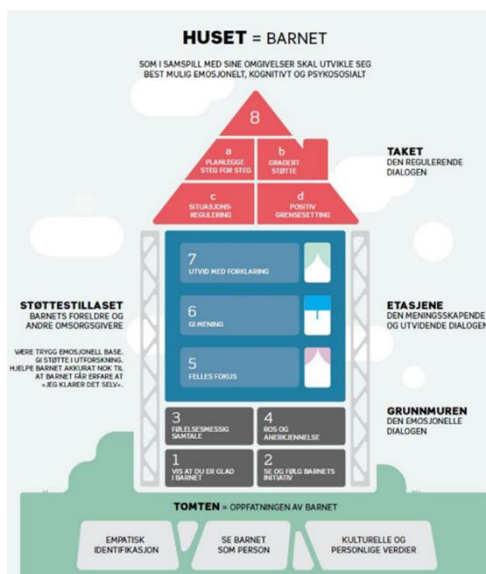 HUSET = BARNET
SOM I SAMSPILL MED SINE OMGIVELSER SKAL UTVIKLE SEG
BEST MULIG EMOSJONELT, KOGNITIVT OG PSYKOSOSIALT
8
a
PLANLEGGE
STEG FOR STEG
b
GRADERT
STØTTE
c
SITUASJONS-
REGULERING
d
POSITIV
GRENSESETTING
TAKET
DEN REGULERENDE
DIALOGEN
7
UTVID MED FORKLARING
6
GI MENING
5
FELLES FOKUS
STØTTESTILLASET
BARNETS FORELDRE OG
ANDRE OMSORGSGIVERE
VÆRE TRYGG EMOSJONELL BASE.
GI STØTTE I UTFORSKNING.
HJELPE BARNET AKKURAT NOK TIL
AT BARNET FÅR ERFARE AT
«JEG KLARER DET SELV».
ETASJENE
DEN MENINGSSKAPENDE
OG UTVIDENDE DIALOGEN
3
FØLELSESMESSIG
SAMTALE
4
ROS OG
ANERKJENNELSE
1
VIS AT DU ER GLAD
I BARNET
2
SE OG FØLG BARNETS
INITIATIV
GRUNNMUREN
DEN EMOSJONELLE
DIALOGEN
TOMTEN = OPPFATNINGEN AV BARNET
EMPATISK
IDENTIFIKASJON
SE BARNET
SOM PERSON
KULTURELLE OG
PERSONLIGE VERDIER